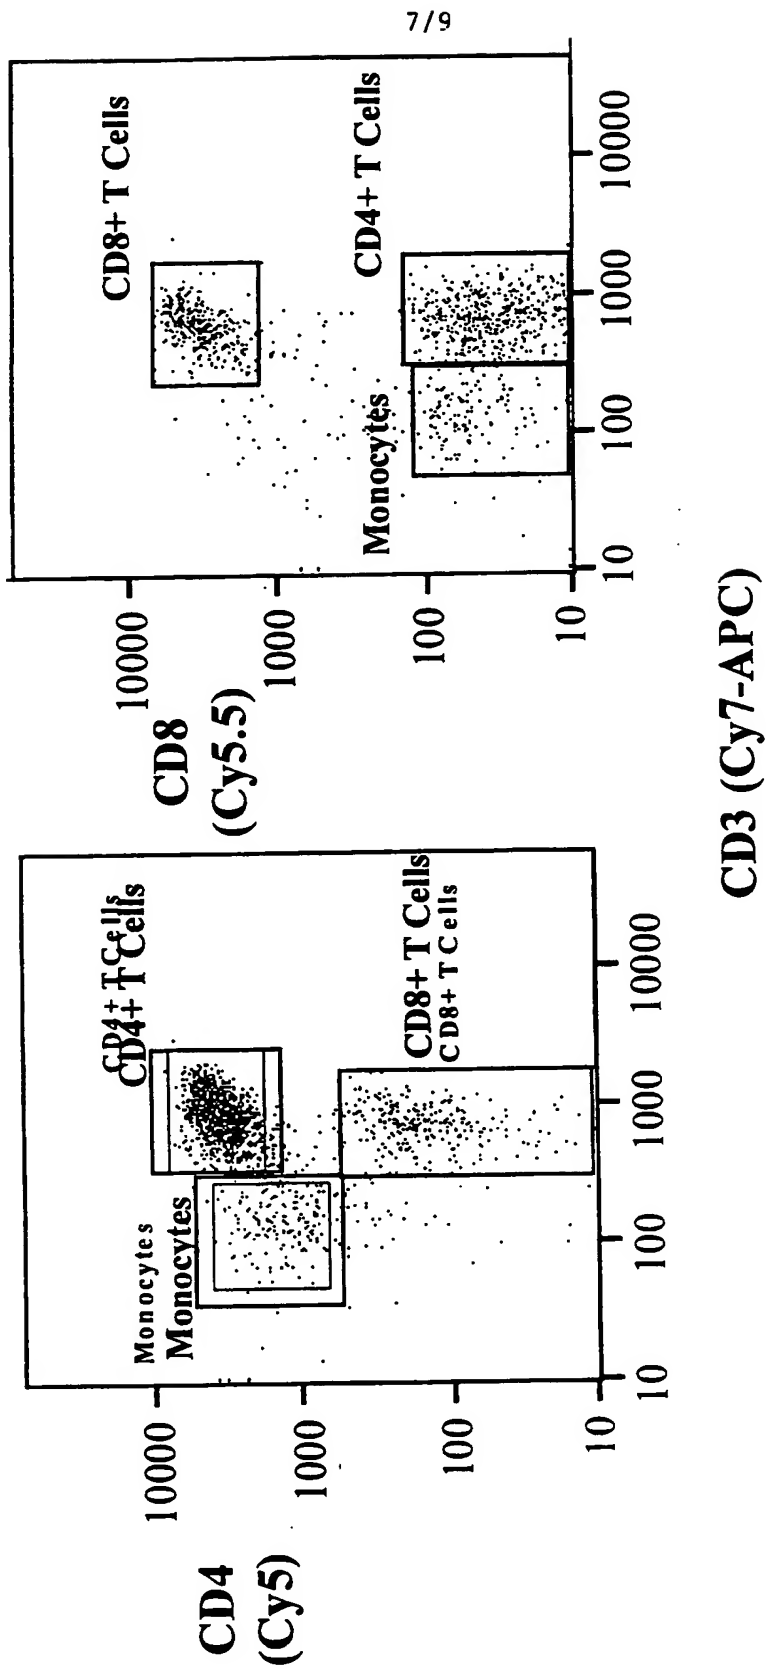 7/9
CD4+ T Cells
CD4+ T Cells
Monocytes
Monocytes
CD8+ T Cells
CD8+ T Cells
10000
1000
100
10
CD4
(Cy5)
10
100
1000
10000
CD8+ T Cells
CD4+ T Cells
Monocytes
10000
1000
100
10
CD8
(Cy5.5)
10
100
1000
10000
CD3 (Cy7-APC)